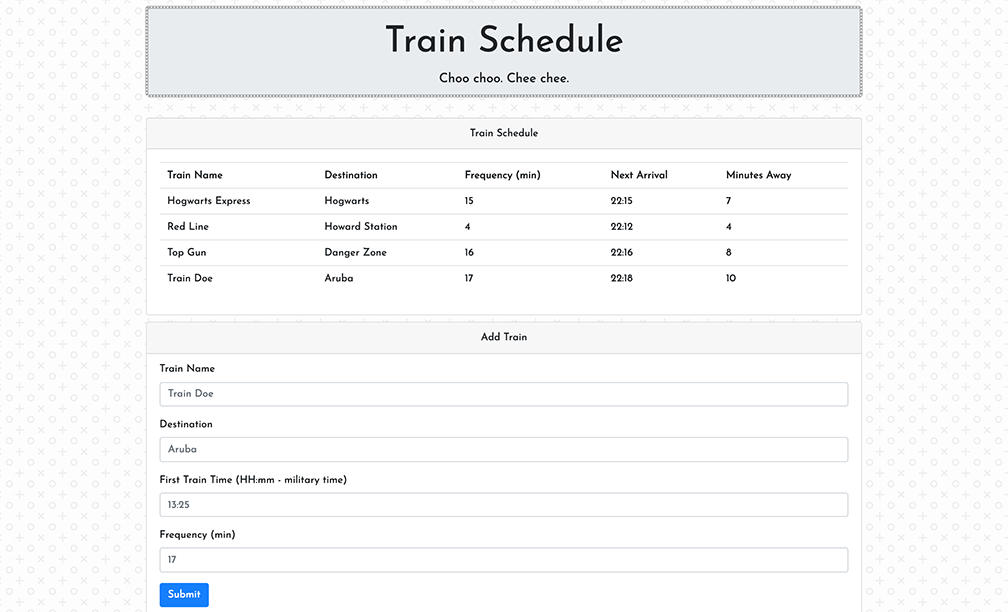 Train Schedule
Choo choo. Chee chee.
Train Schedule
Train Name Destination Frequency (min) Next Arrival Minutes Away
Hogwarts Express Hogwarts 15 22:15 7
Red Line Howard Station 4 22:12 4
Top Gun Danger Zone 16 22:16 8
Train Doe Aruba 17 22:18 10
Add Train
Train Name
Train Doe
Destination
Aruba
First Train Time (HH:mm - military time)
13:25
Frequency (min)
17
Submit